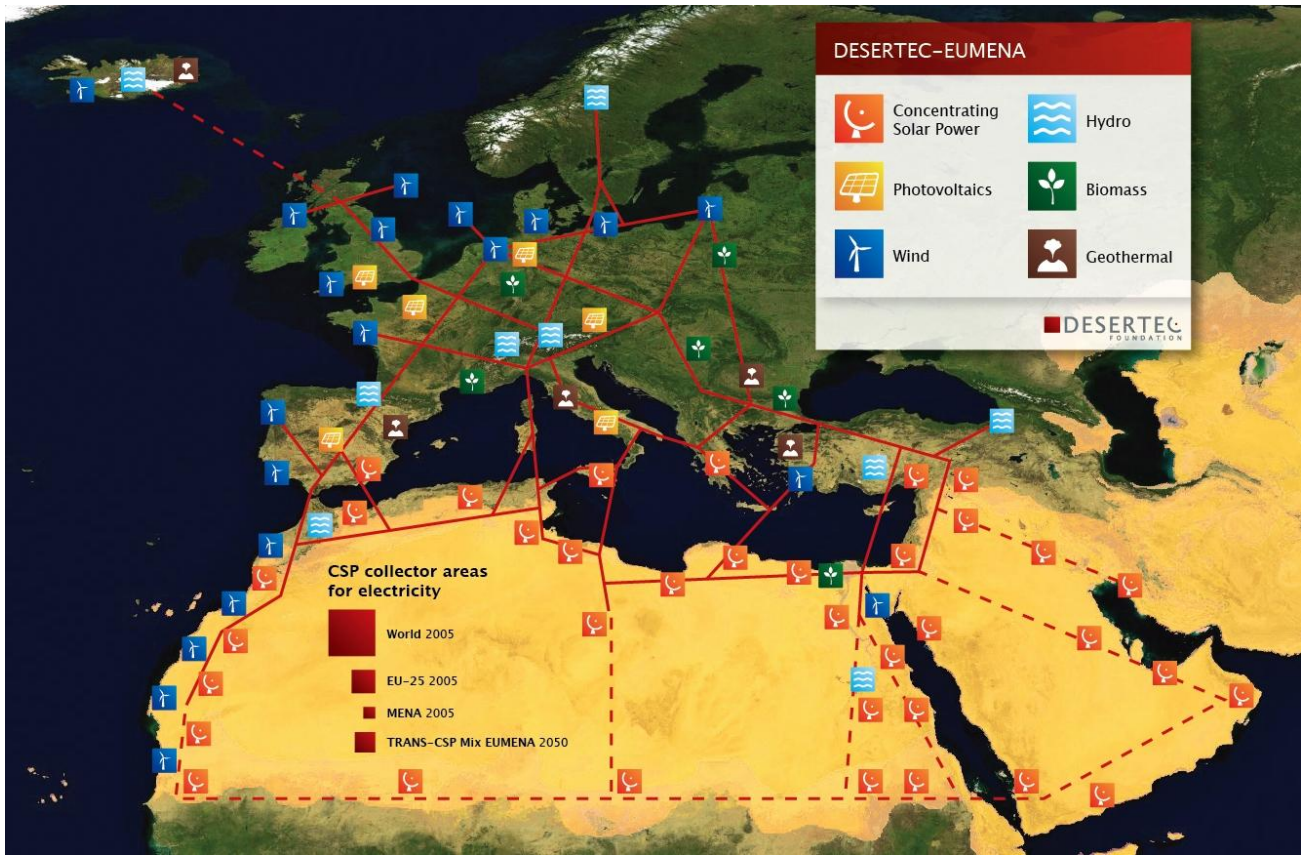 DESERTEC-EUMENA
Concentrating
Solar Power
Hydro
Photovoltaics
Biomass
Wind
Geothermal
DESERTEC
FOUNDATION
CSP collector areas
for electricity
World 2005
EU-25 2005
MENA 2005
TRANS-CSP Mix EUMENA 2050